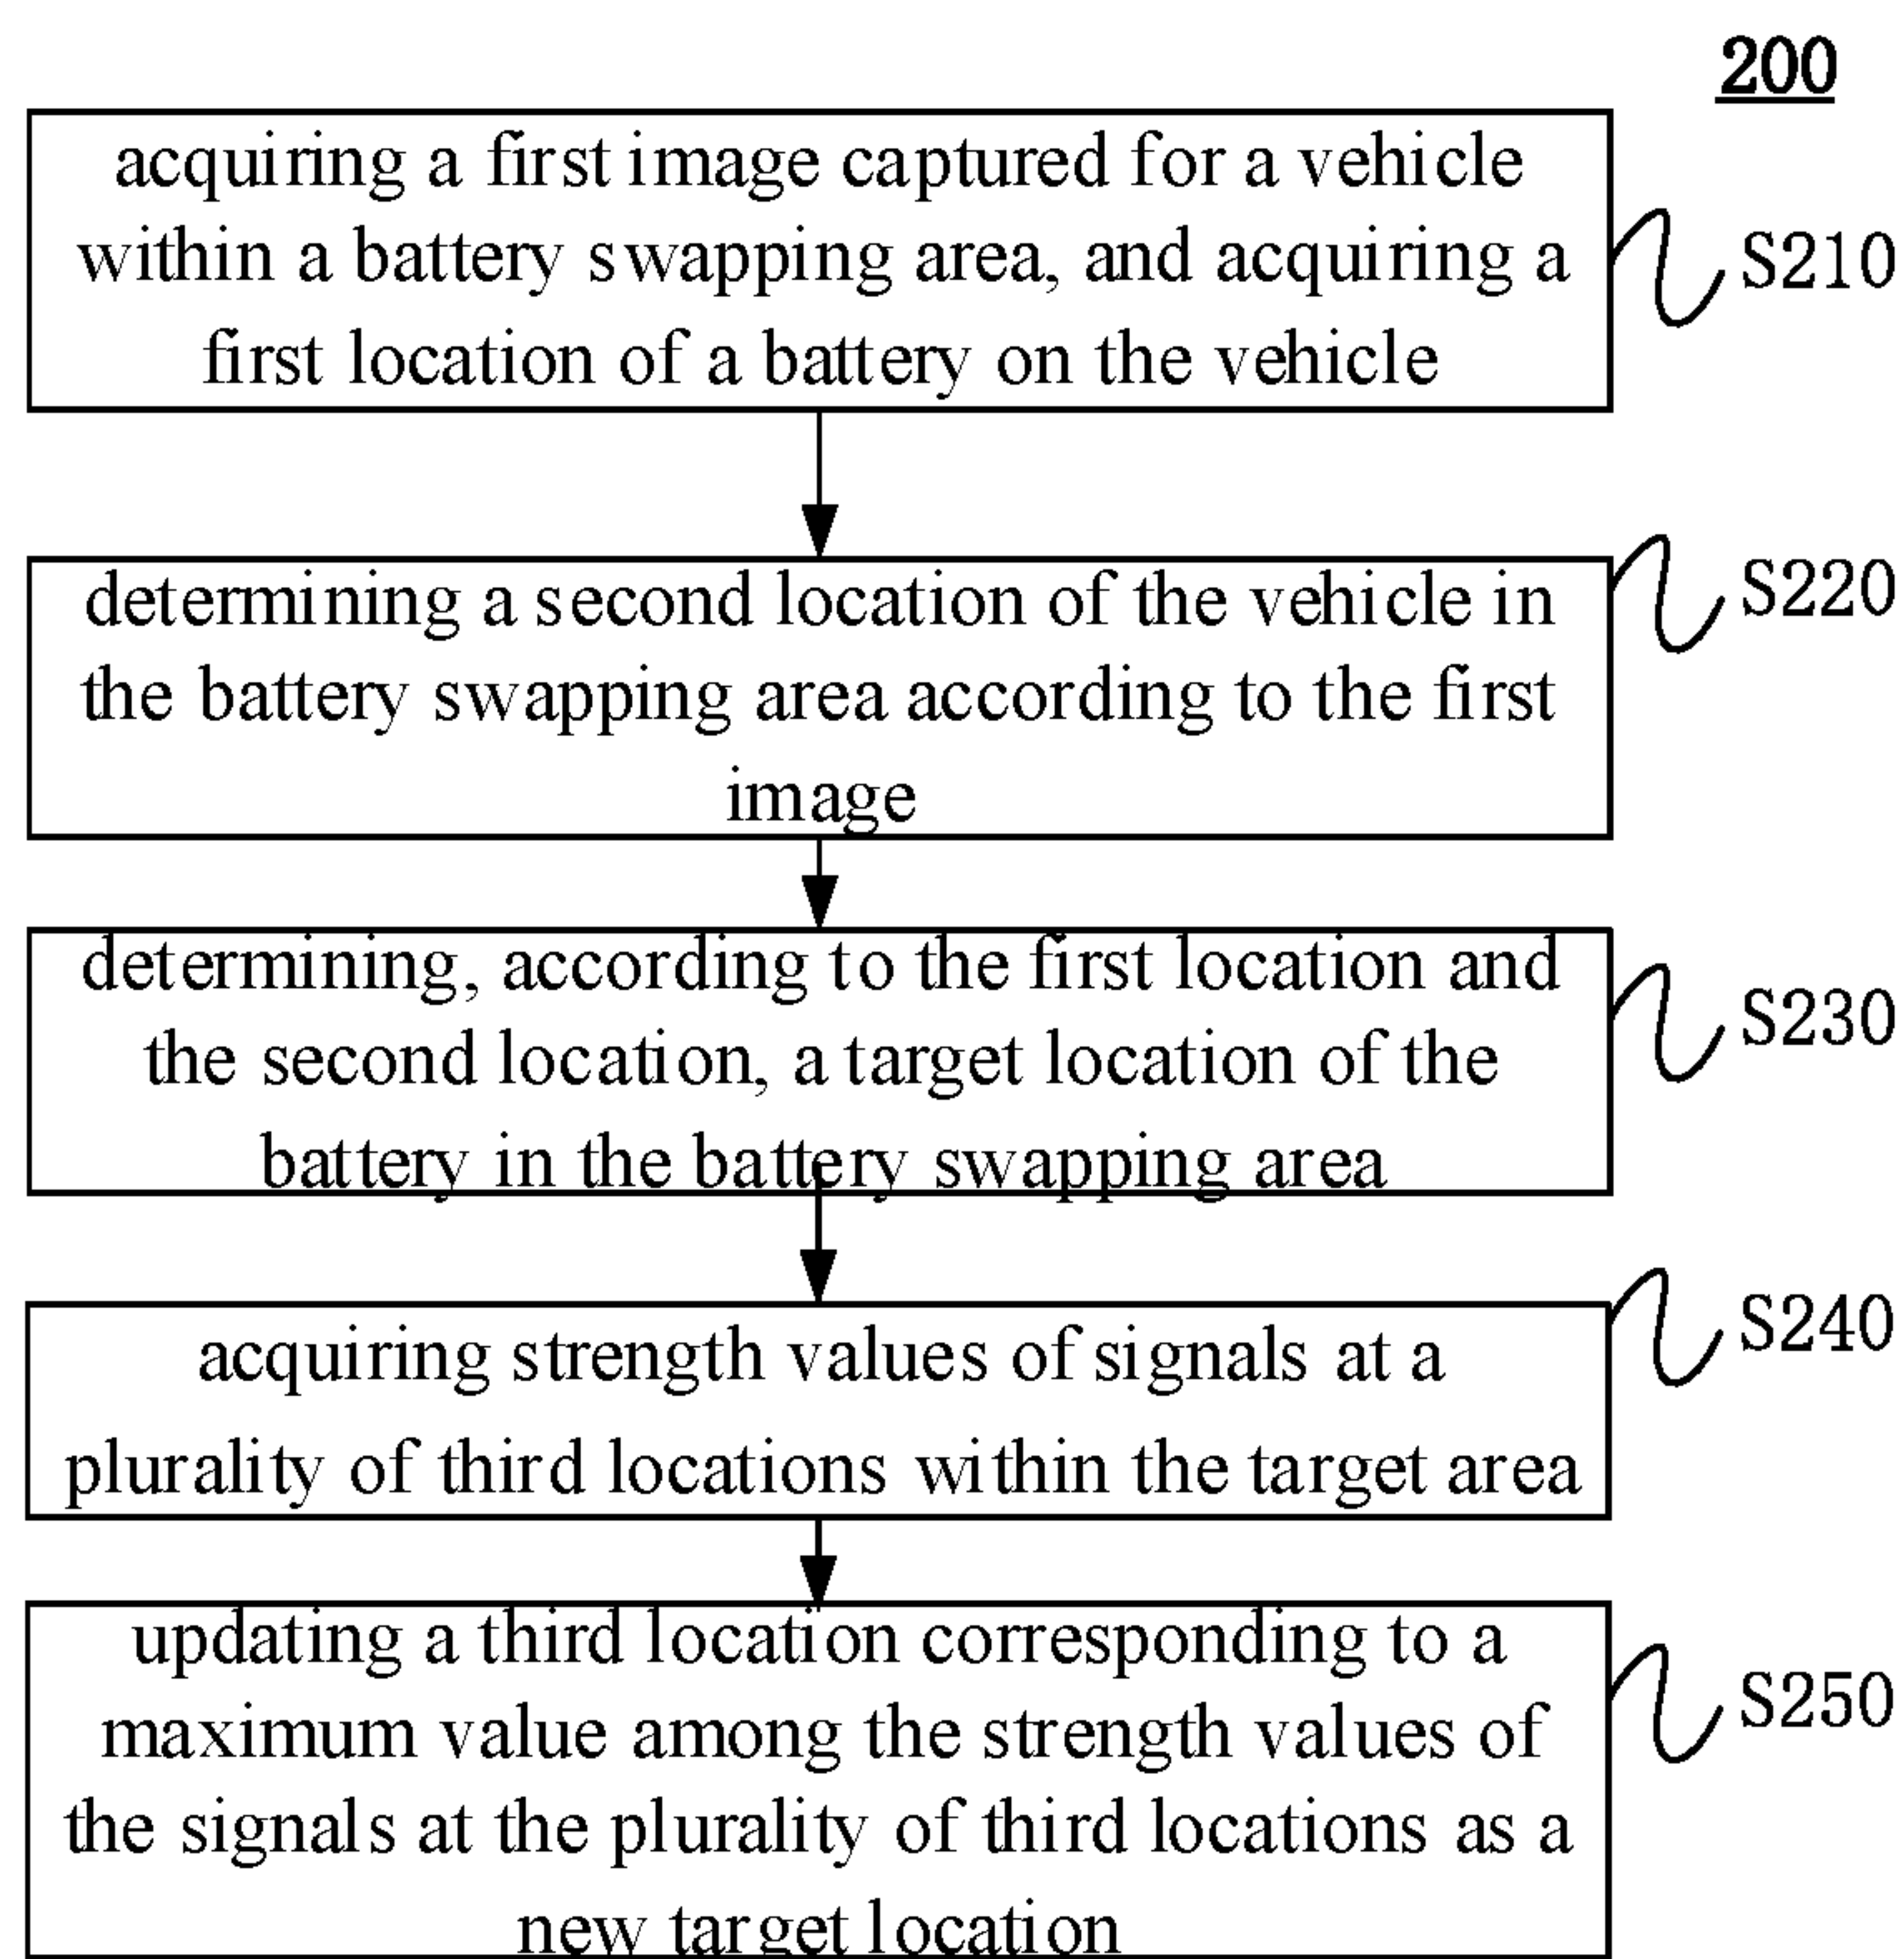 200
acquiring a first image captured for a vehicle
within a battery swapping area, and acquiring a
first location of a battery on the vehicle
S210
determining a second location of the vehicle in
the battery swapping area according to the first
image
S220
determining, according to the first location and
the second location, a target location of the
battery in the battery swapping area
S230
acquiring strength values of signals at a
plurality of third locations within the target area
S240
updating a third location corresponding to a
maximum value among the strength values of
the signals at the plurality of third locations as a
new target location
S250